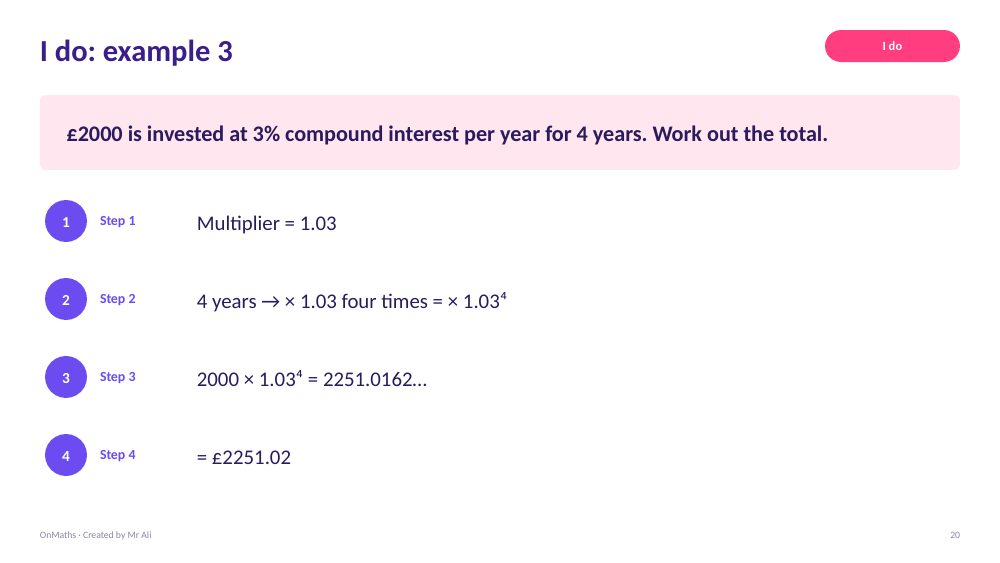 I do: example 3
I do
£2000 is invested at 3% compound interest per year for 4 years. Work out the total.
1 Step 1 Multiplier = 1.03
2 Step 2 4 years → × 1.03 four times = × 1.03⁴
3 Step 3 2000 × 1.03⁴ = 2251.0162…
4 Step 4 = £2251.02
OnMaths · Created by Mr Ali 20